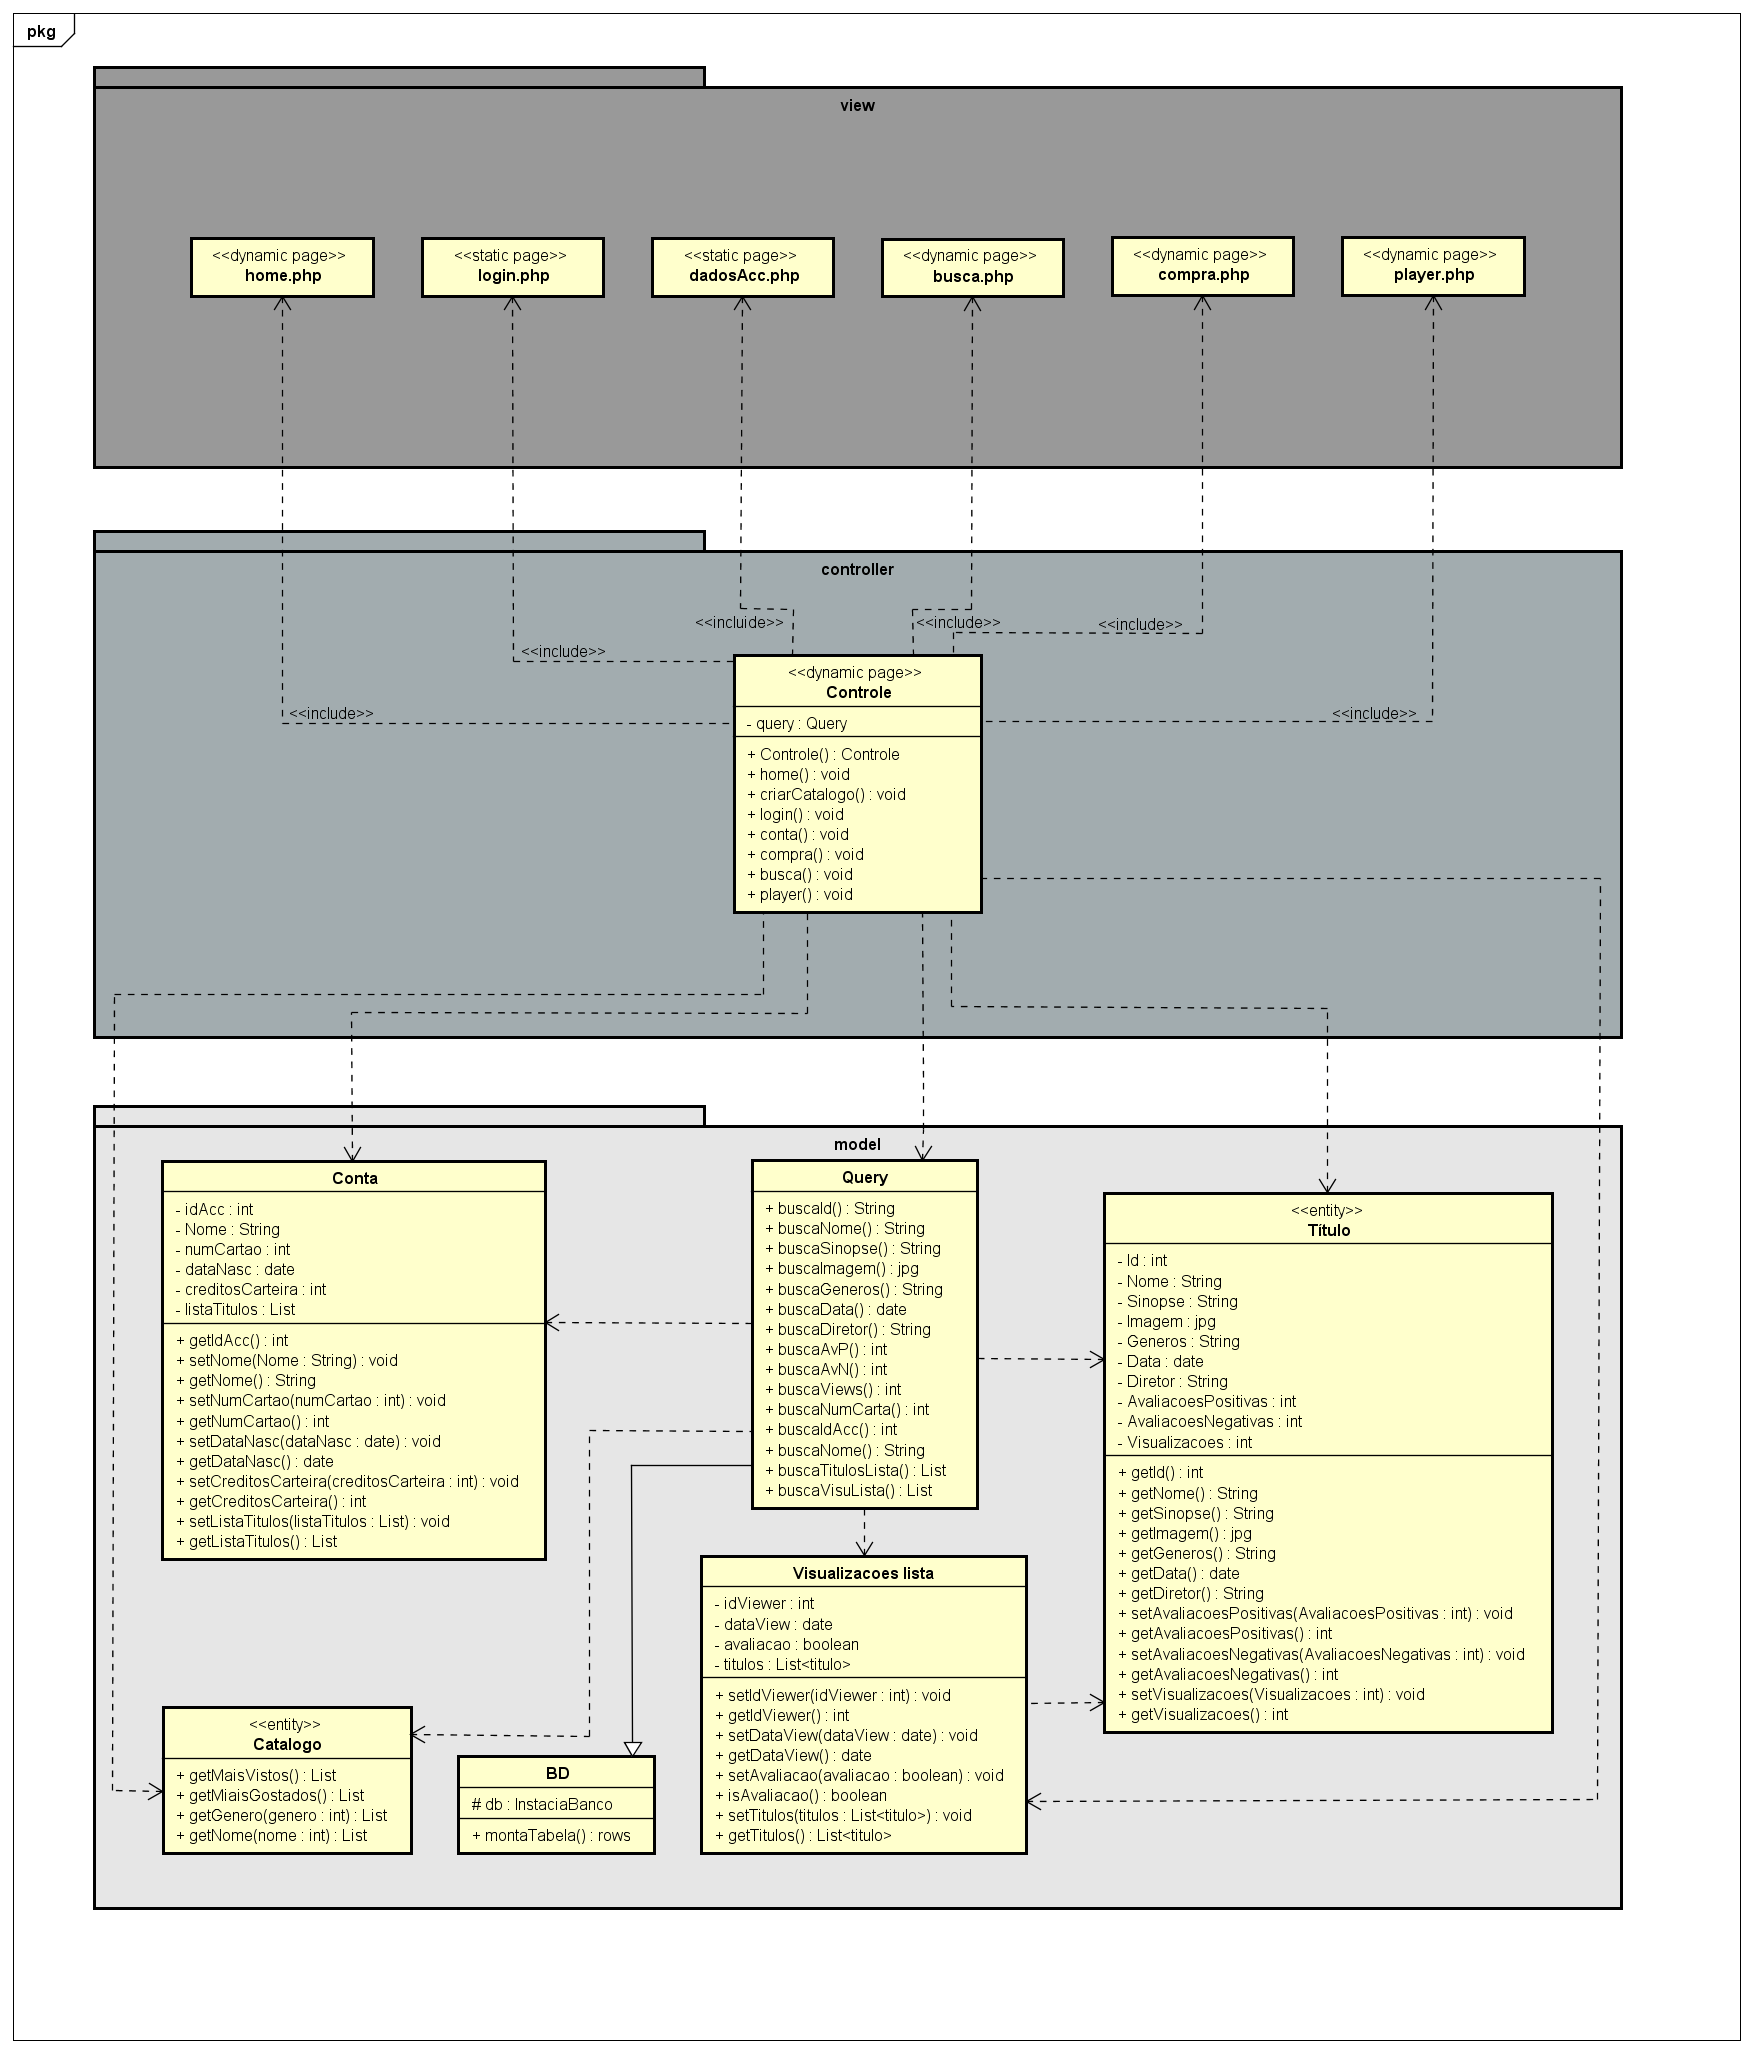 pkg
view
<<dynamic page>>
home.php
<<static page>>
login.php
<<static page>>
dadosAcc.php
<<dynamic page>>
busca.php
<<dynamic page>>
compra.php
<<dynamic page>>
player.php
controller
<<incluide>>
<<include>>
<<include>>
<<include>>
<<include>>
<<include>>
<<dynamic page>>
Controle
- query : Query
+ Controle() : Controle
+ home() : void
+ criarCatalogo() : void
+ login() : void
+ conta() : void
+ compra() : void
+ busca() : void
+ player() : void
model
Conta
- idAcc : int
- Nome : String
- numCartao : int
- dataNasc : date
- creditosCarteira : int
- listaTitulos : List
+ getIdAcc() : int
+ setNome(Nome : String) : void
+ getNome() : String
+ setNumCartao(numCartao : int) : void
+ getNumCartao() : int
+ setDataNasc(dataNasc : date) : void
+ getDataNasc() : date
+ setCreditosCarteira(creditosCarteira : int) : void
+ getCreditosCarteira() : int
+ setListaTitulos(listaTitulos : List) : void
+ getListaTitulos() : List
Query
+ buscaId() : String
+ buscaNome() : String
+ buscaSinopse() : String
+ buscaImagem() : jpg
+ buscaGeneros() : String
+ buscaData() : date
+ buscaDiretor() : String
+ buscaAvP() : int
+ buscaAvN() : int
+ buscaViews() : int
+ buscaNumCarta() : int
+ buscaIdAcc() : int
+ buscaNome() : String
+ buscaTitulosLista() : List
+ buscaVisuLista() : List
<<entity>>
Titulo
- Id : int
- Nome : String
- Sinopse : String
- Imagem : jpg
- Generos : String
- Data : date
- Diretor : String
- AvaliacoesPositivas : int
- AvaliacoesNegativas : int
- Visualizacoes : int
+ getId() : int
+ getNome() : String
+ getSinopse() : String
+ getImagem() : jpg
+ getGeneros() : String
+ getData() : date
+ getDiretor() : String
+ setAvaliacoesPositivas(AvaliacoesPositivas : int) : void
+ getAvaliacoesPositivas() : int
+ setAvaliacoesNegativas(AvaliacoesNegativas : int) : void
+ getAvaliacoesNegativas() : int
+ setVisualizacoes(Visualizacoes : int) : void
+ getVisualizacoes() : int
Visualizacoes lista
- idViewer : int
- dataView : date
- avaliacao : boolean
- titulos : List<titulo>
+ setIdViewer(idViewer : int) : void
+ getIdViewer() : int
+ setDataView(dataView : date) : void
+ getDataView() : date
+ setAvaliacao(avaliacao : boolean) : void
+ isAvaliacao() : boolean
+ setTitulos(titulos : List<titulo>) : void
+ getTitulos() : List<titulo>
<<entity>>
Catalogo
+ getMaisVistos() : List
+ getMiaisGostados() : List
+ getGenero(genero : int) : List
+ getNome(nome : int) : List
BD
# db : InstaciaBanco
+ montaTabela() : rows